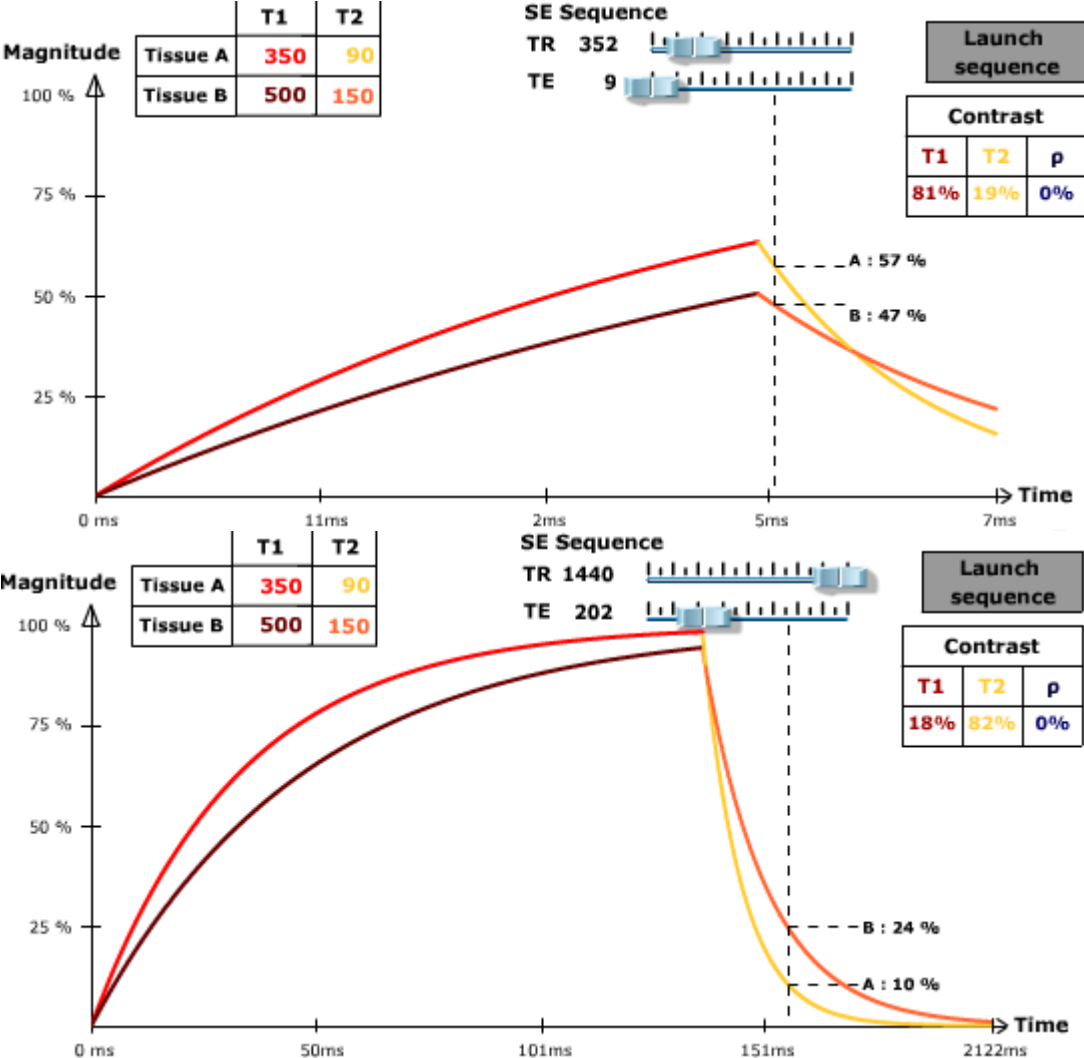 T1 T2
SE Sequence
Magnitude
Tissue A 350 90
TR 352
Launch
sequence
100 %
Tissue B 500 150
TE 9
Contrast
T1 T2 ρ
81% 19% 0%
75 %
A : 57 %
50 %
B : 47 %
25 %
Time
0 ms 11ms 2ms 5ms 7ms
T1 T2
SE Sequence
Magnitude
Tissue A 350 90
TR 1440
Launch
sequence
100 %
Tissue B 500 150
TE 202
Contrast
T1 T2 ρ
18% 82% 0%
75 %
50 %
25 %
B : 24 %
A : 10 %
Time
0 ms 50ms 101ms 151ms 2122ms